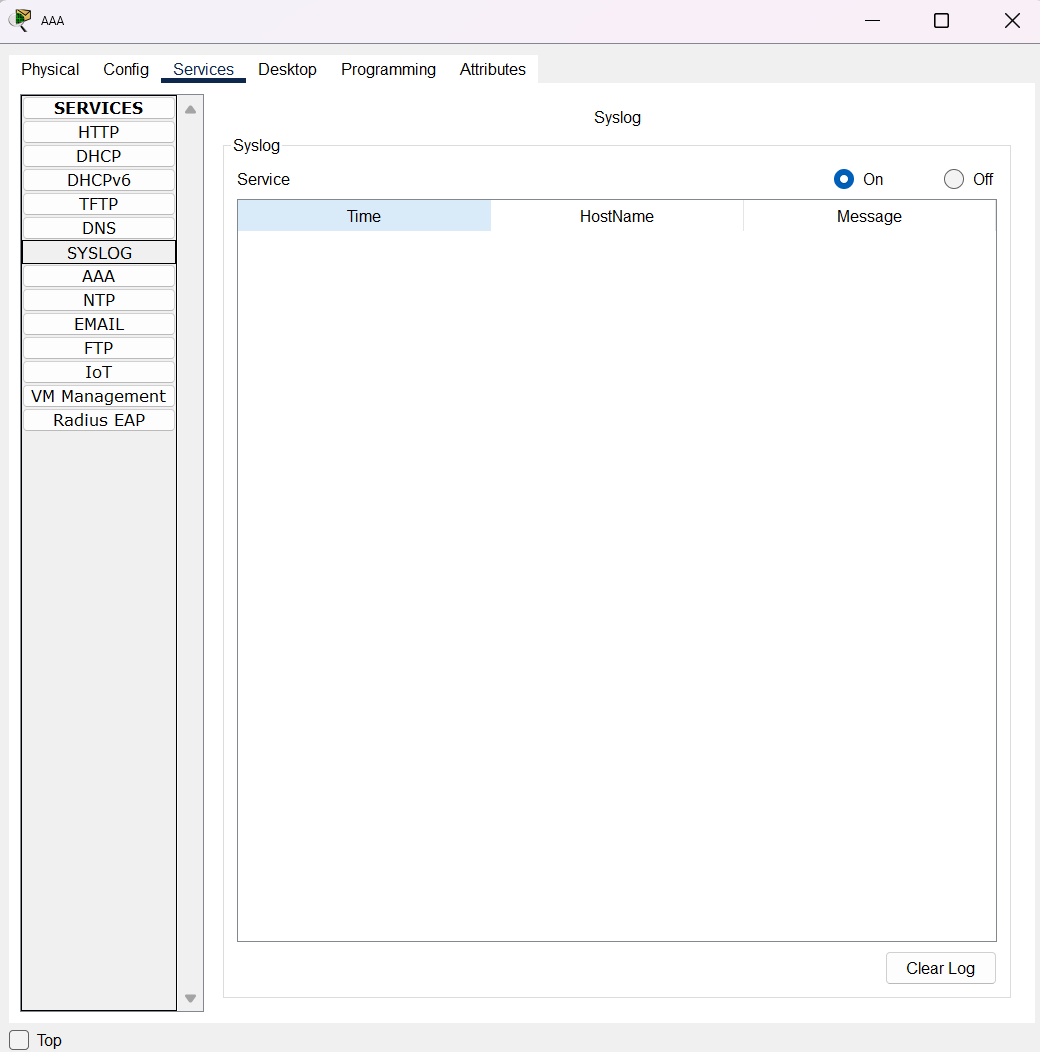 AAA
Physical Config Services Desktop Programming Attributes
SERVICES
HTTP
DHCP
DHCPv6
TFTP
DNS
SYSLOG
AAA
NTP
EMAIL
FTP
IoT
VM Management
Radius EAP
Syslog
Syslog
Service On Off
Time HostName Message
Clear Log
Top